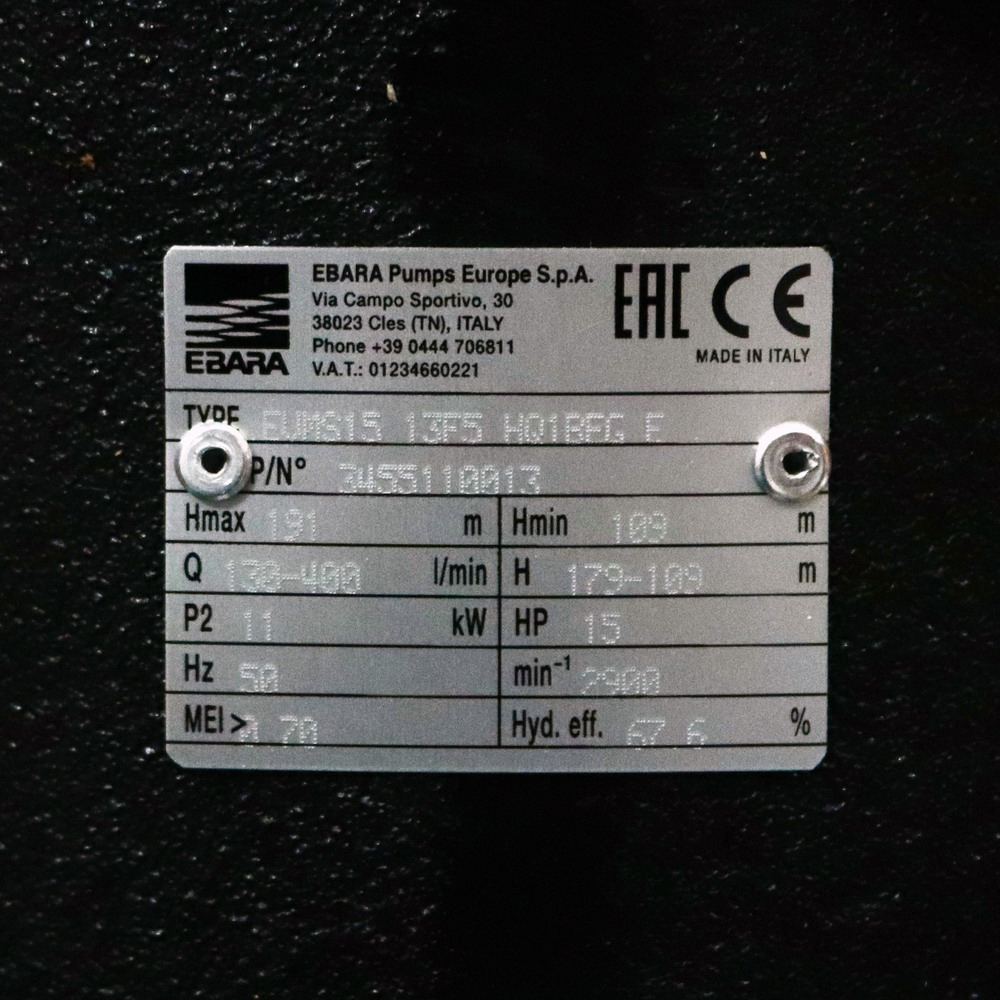 EBARA
EBARA Pumps Europe S.p.A.
Via Campo Sportivo, 30
38023 Cles (TN), ITALY
Phone +39 0444 706811
V.A.T.: 01234660221
EAC CE
MADE IN ITALY
TYPE EVMS15 13F5 HQ1BEG E
P/N° 3455110013
Hmax 191 m Hmin 109 m
Q 130-400 l/min H 179-109 m
P2 11 kW HP 15
Hz 50 min-1 2900
MEI > 0.70 Hyd. eff. 67.6 %